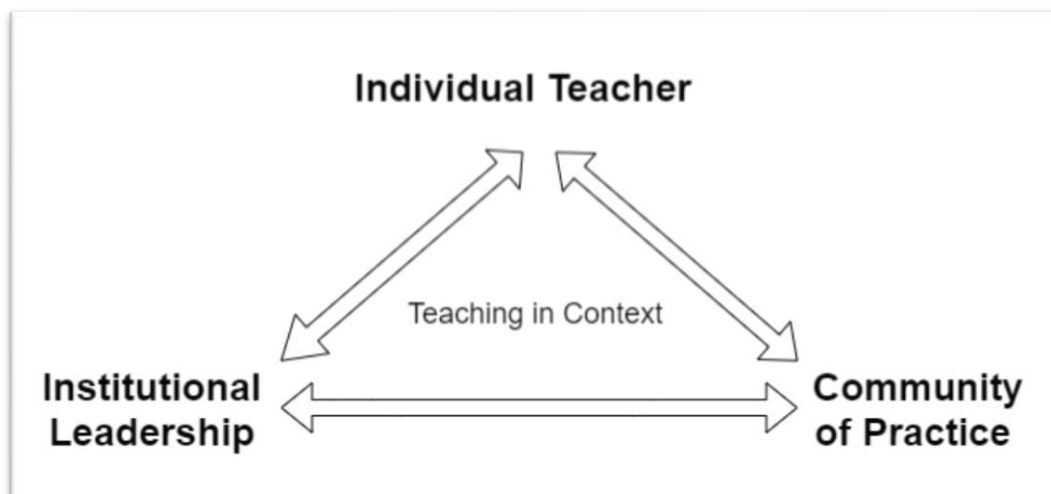 Individual Teacher
Teaching in Context
Institutional
Leadership
Community
of Practice